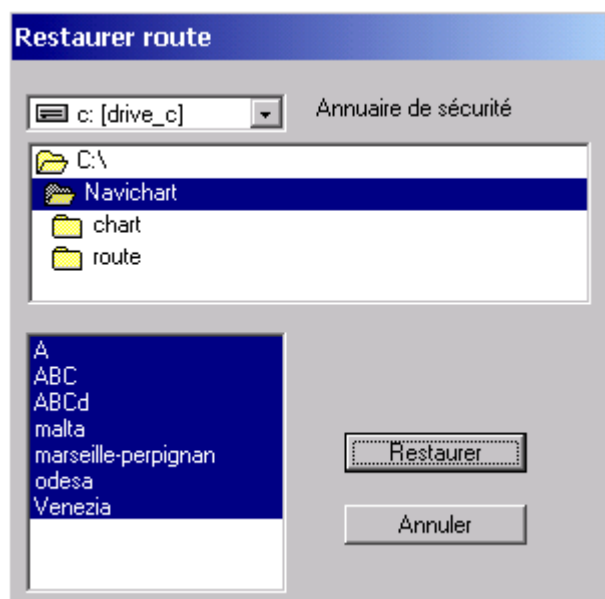 Restaurer route
c: [drive_c]
Annuaire de sécurité
C:\
Navichart
chart
route
A
ABC
ABCd
malta
marseille-perpignan
odesa
Venezia
Restaurer
Annuler